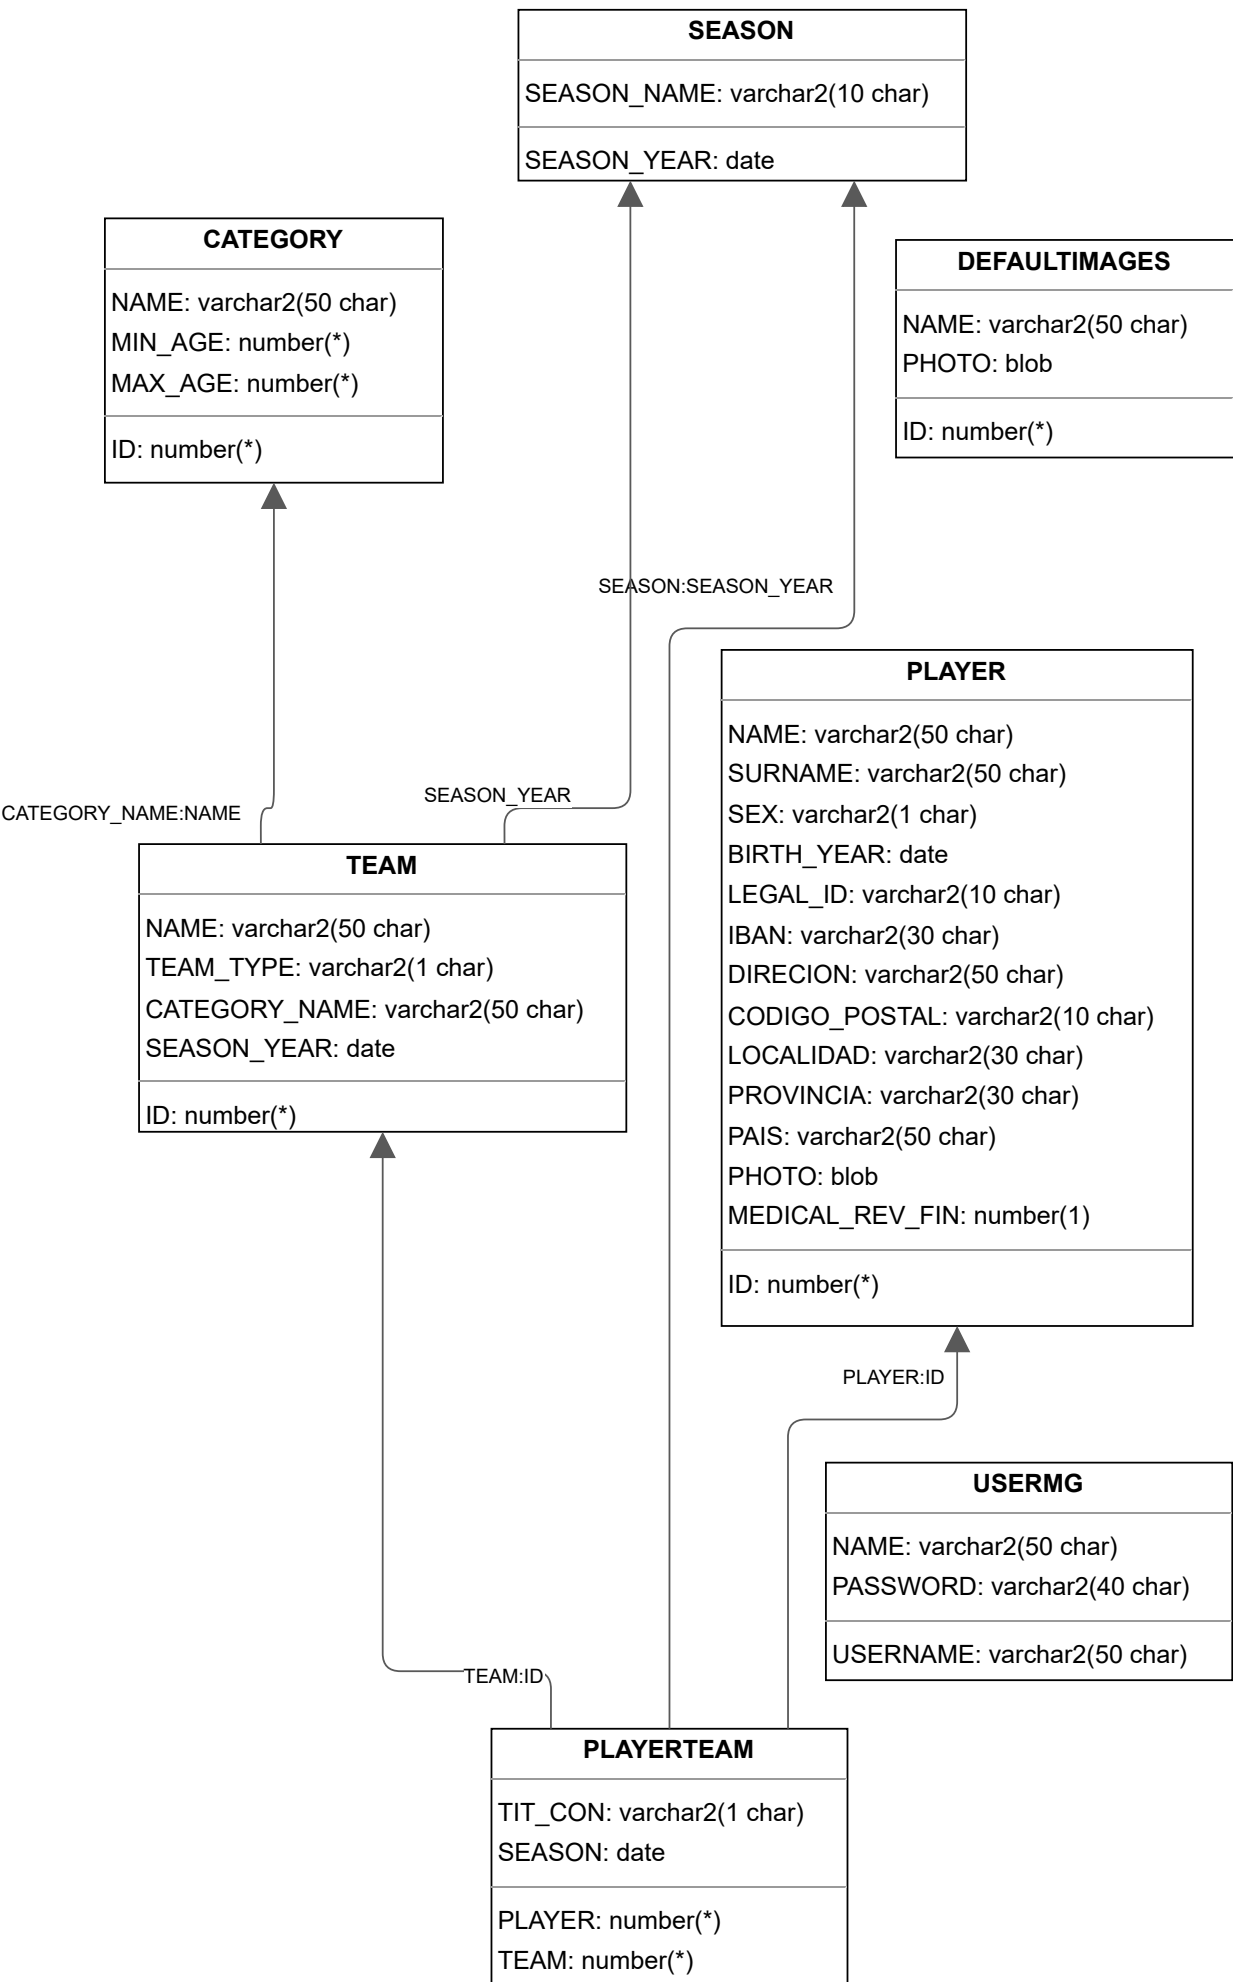 SEASON
SEASON_NAME: varchar2(10 char)
SEASON_YEAR: date
CATEGORY
NAME: varchar2(50 char)
MIN_AGE: number(*)
MAX_AGE: number(*)
ID: number(*)
DEFAULTIMAGES
NAME: varchar2(50 char)
PHOTO: blob
ID: number(*)
SEASON:SEASON_YEAR
PLAYER
NAME: varchar2(50 char)
SURNAME: varchar2(50 char)
SEX: varchar2(1 char)
BIRTH_YEAR: date
LEGAL_ID: varchar2(10 char)
IBAN: varchar2(30 char)
DIRECION: varchar2(50 char)
CODIGO_POSTAL: varchar2(10 char)
LOCALIDAD: varchar2(30 char)
PROVINCIA: varchar2(30 char)
PAIS: varchar2(50 char)
PHOTO: blob
MEDICAL_REV_FIN: number(1)
ID: number(*)
SEASON_YEAR
CATEGORY_NAME:NAME
TEAM
NAME: varchar2(50 char)
TEAM_TYPE: varchar2(1 char)
CATEGORY_NAME: varchar2(50 char)
SEASON_YEAR: date
ID: number(*)
PLAYER:ID
USERMG
NAME: varchar2(50 char)
PASSWORD: varchar2(40 char)
USERNAME: varchar2(50 char)
TEAM:ID
PLAYERTEAM
TIT_CON: varchar2(1 char)
SEASON: date
PLAYER: number(*)
TEAM: number(*)